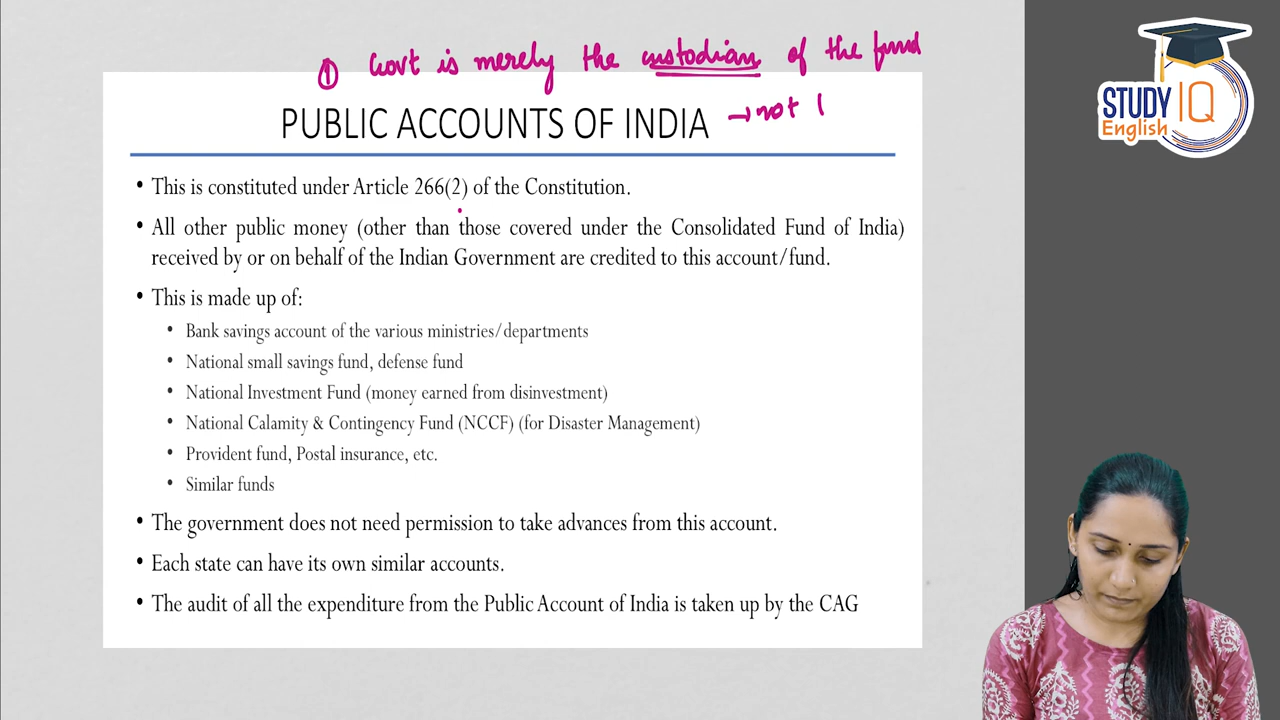 ① Govt is merely the custodian of the fund
→ not
PUBLIC ACCOUNTS OF INDIA
STUDY IQ
English
• This is constituted under Article 266(2) of the Constitution.
• All other public money (other than those covered under the Consolidated Fund of India)
received by or on behalf of the Indian Government are credited to this account/fund.
• This is made up of:
• Bank savings account of the various ministries/departments
• National small savings fund, defense fund
• National Investment Fund (money earned from disinvestment)
• National Calamity & Contingency Fund (NCCF) (for Disaster Management)
• Provident fund, Postal insurance, etc.
• Similar funds
• The government does not need permission to take advances from this account.
• Each state can have its own similar accounts.
• The audit of all the expenditure from the Public Account of India is taken up by the CAG